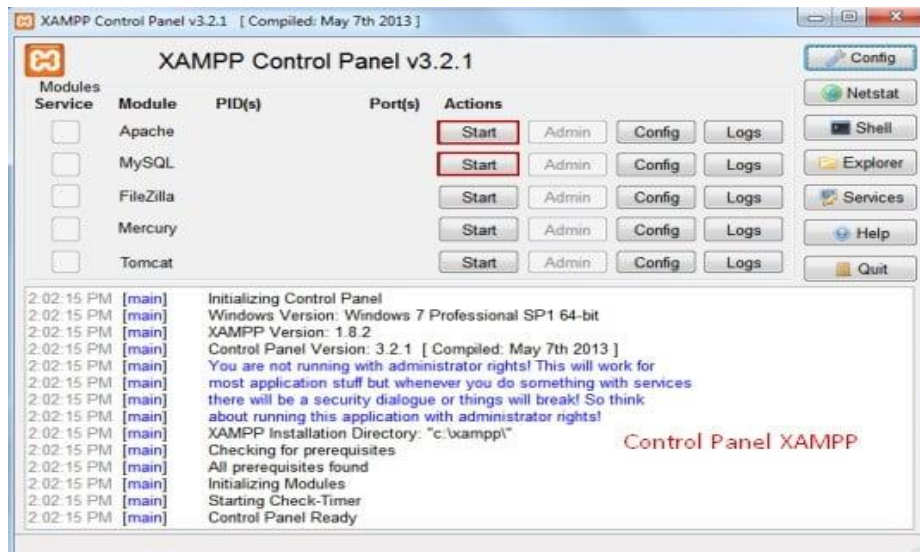 XAMPP Control Panel v3.2.1 [ Compiled: May 7th 2013 ]
XAMPP Control Panel v3.2.1
Config
Modules
Service Module PID(s) Port(s) Actions
Netstat
Apache Start Admin Config Logs
Shell
MySQL Start Admin Config Logs
Explorer
FileZilla Start Admin Config Logs
Services
Mercury Start Admin Config Logs
Help
Tomcat Start Admin Config Logs
Quit
2:02:15 PM [main] Initializing Control Panel
2:02:15 PM [main] Windows Version: Windows 7 Professional SP1 64-bit
2:02:15 PM [main] XAMPP Version: 1.8.2
2:02:15 PM [main] Control Panel Version: 3.2.1 [ Compiled: May 7th 2013 ]
2:02:15 PM [main] You are not running with administrator rights! This will work for
2:02:15 PM [main] most application stuff but whenever you do something with services
2:02:15 PM [main] there will be a security dialogue or things will break! So think
2:02:15 PM [main] about running this application with administrator rights!
2:02:15 PM [main] XAMPP Installation Directory: "c:\xampp\"
2:02:15 PM [main] Checking for prerequisites
2:02:15 PM [main] All prerequisites found
2:02:15 PM [main] Initializing Modules
2:02:15 PM [main] Starting Check-Timer
2:02:15 PM [main] Control Panel Ready
Control Panel XAMPP